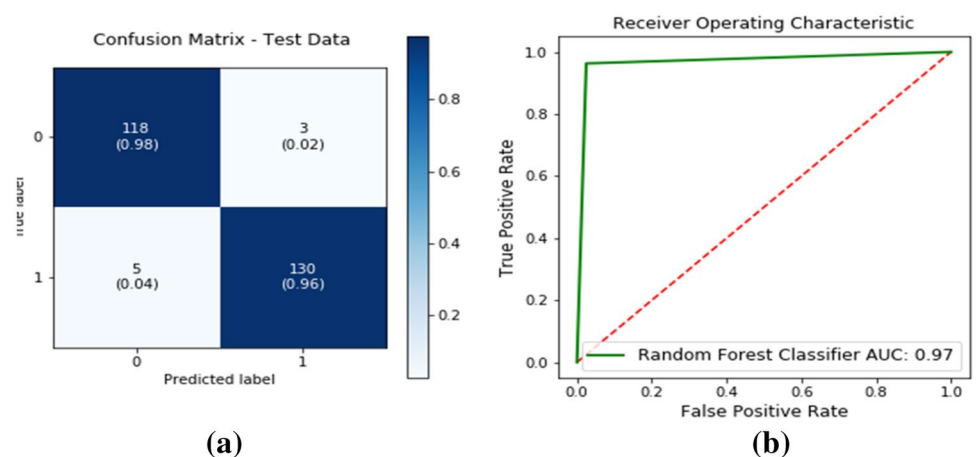 Confusion Matrix - Test Data
0
118
(0.98)
3
(0.02)
1
5
(0.04)
130
(0.96)
0 1
Predicted label
0.8
0.6
0.4
0.2
(a)
Receiver Operating Characteristic
True Positive Rate
1.0
0.8
0.6
0.4
0.2
0.0
Random Forest Classifier AUC: 0.97
0.0 0.2 0.4 0.6 0.8 1.0
False Positive Rate
(b)